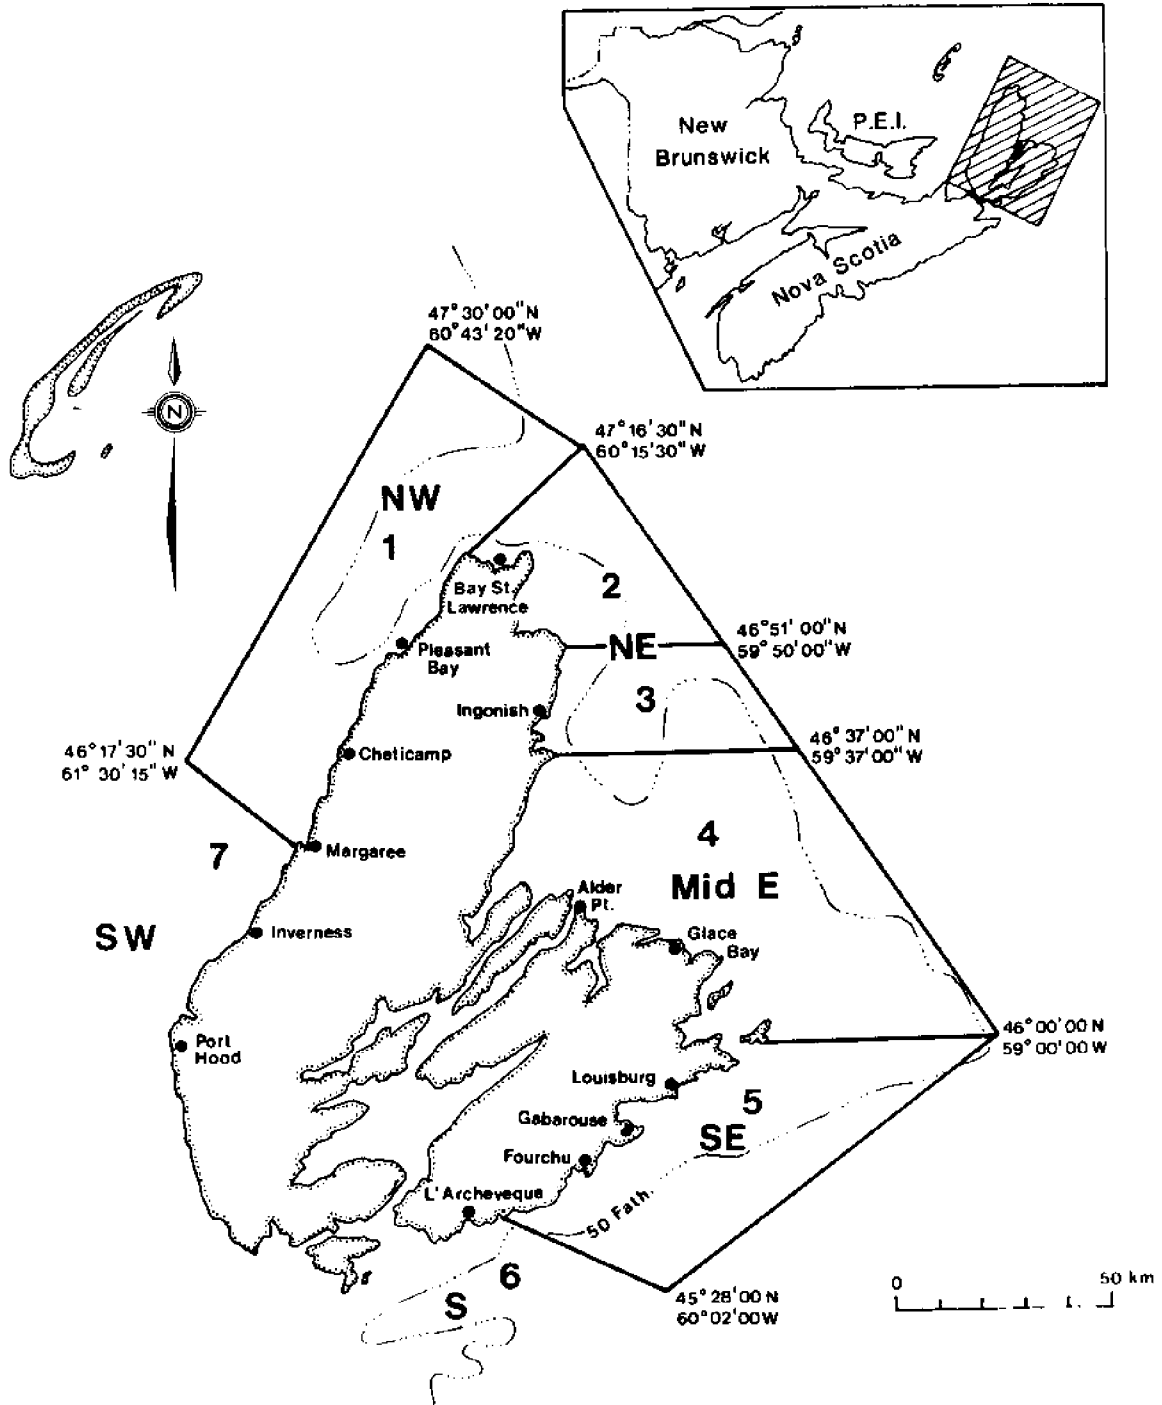 New
Brunswick
P.E.I.
Nova Scotia
47°30'00"N
60°43'20"W
N
47°16'30"N
60°15'30"W
NW
1
Bay St.
Lawrence
2
Pleasant
Bay
NE
46°51'00"N
59°50'00"W
3
Ingonish
46°17'30"N
61°30'15"W
Cheticamp
46°37'00"N
59°37'00"W
7
Margaree
4
Mid E
Alder
Pt.
SW
Inverness
Glace
Bay
Port
Hood
46°00'00N
59°00'00W
Louisburg
5
Gabarouse
SE
Fourchu
L'Archeveque
50 Fath.
6
S
45°28'00N
60°02'00W
0 50 km